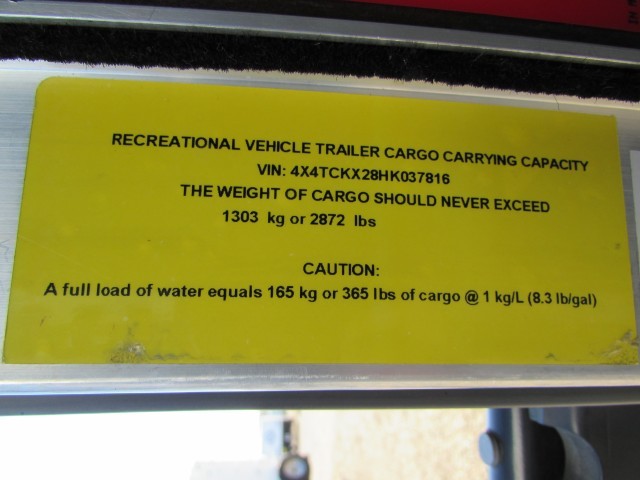 RECREATIONAL VEHICLE TRAILER CARGO CARRYING CAPACITY
VIN: 4X4TCKX28HK037816
THE WEIGHT OF CARGO SHOULD NEVER EXCEED
1303 kg or 2872 lbs
CAUTION:
A full load of water equals 165 kg or 365 lbs of cargo @ 1 kg/L (8.3 lb/gal)